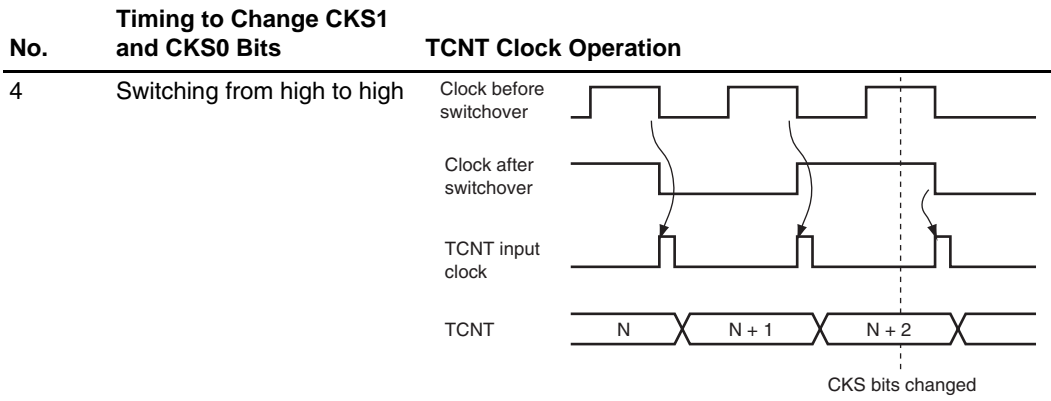 Timing to Change CKS1
No. and CKS0 Bits TCNT Clock Operation
4 Switching from high to high Clock before
switchover
Clock after
switchover
TCNT input
clock
TCNT N N + 1 N + 2
CKS bits changed